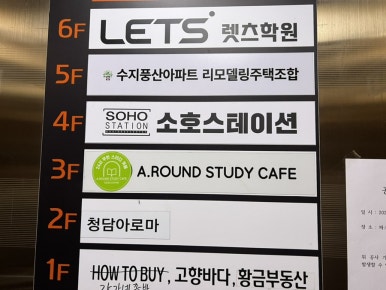 6F LETS 렛츠학원
5F 수지풍산아파트 리모델링주택조합
4F SOHO STATION 소호스테이션
3F A.ROUND STUDY CAFE
2F 청담아로마
1F HOW TO BUY, 고향바다, 황금부동산